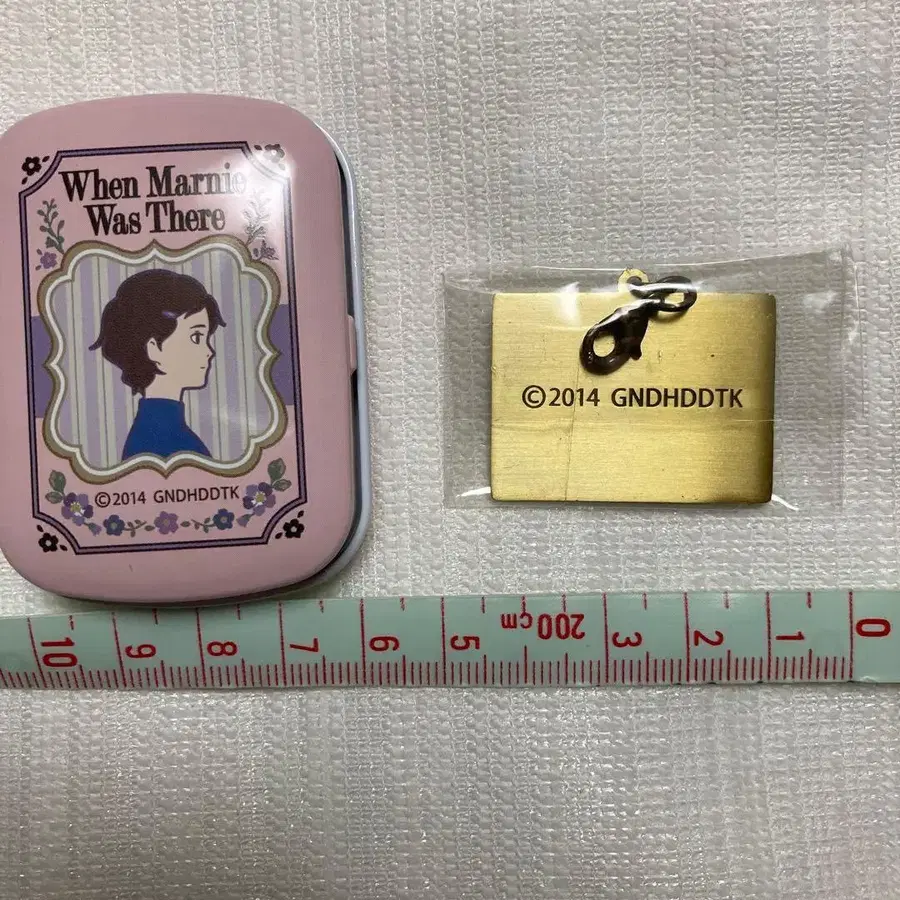 When Marnie
Was There
©2014 GNDHDDTK
©2014 GNDHDDTK
10 9 8 7 6 5 200cm 3 2 1 0